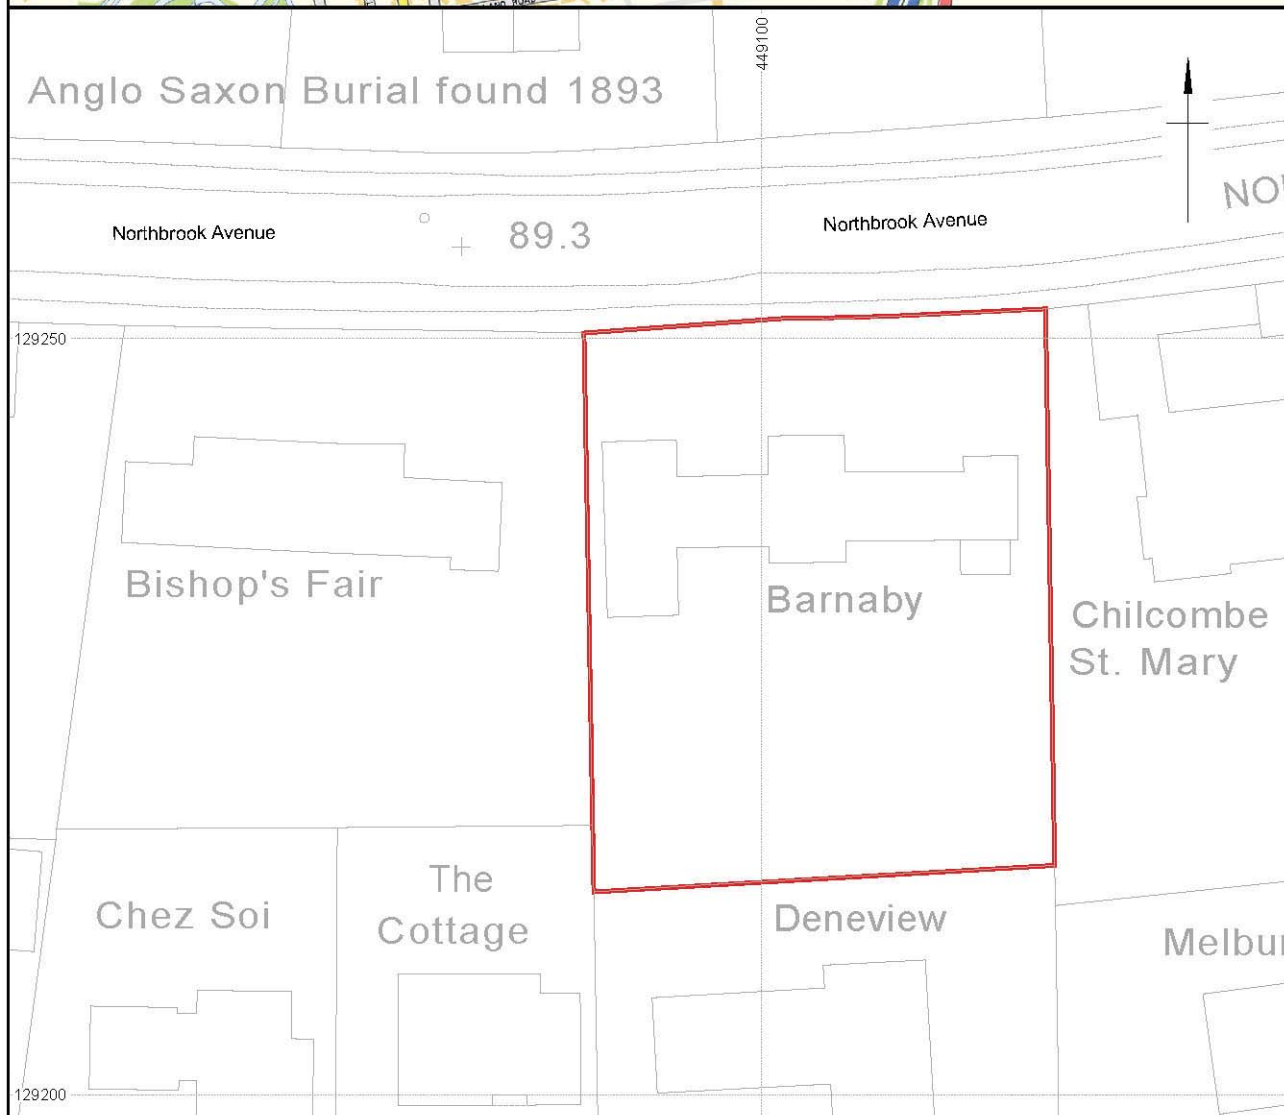 ROAD
449100
Anglo Saxon Burial found 1893
Northbrook Avenue
89.3
Northbrook Avenue
129250
Bishop's Fair
Barnaby
Chilcombe
St. Mary
The
Cottage
Chez Soi
Deneview
129200